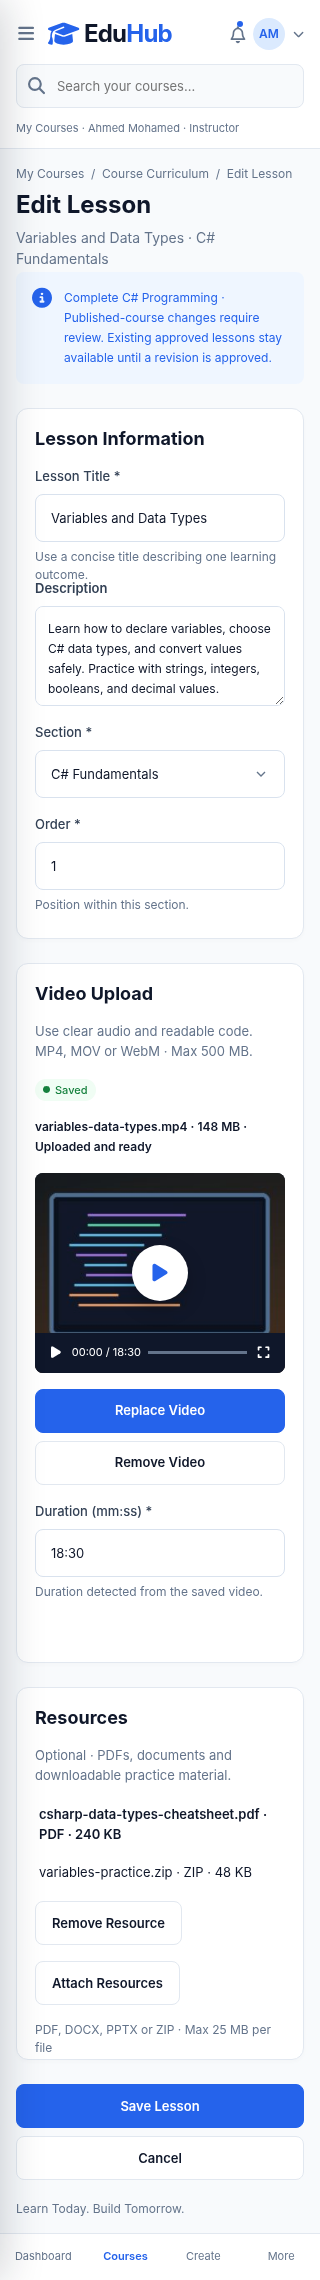 EduHub
AM
Search your courses...
My Courses · Ahmed Mohamed · Instructor
My Courses / Course Curriculum / Edit Lesson
Edit Lesson
Variables and Data Types · C#
Fundamentals
Complete C# Programming ·
Published-course changes require
review. Existing approved lessons stay
available until a revision is approved.
Lesson Information
Lesson Title *
Variables and Data Types
Use a concise title describing one learning
outcome.
Description
Learn how to declare variables, choose
C# data types, and convert values
safely. Practice with strings, integers,
booleans, and decimal values.
Section *
C# Fundamentals
Order *
1
Position within this section.
Video Upload
Use clear audio and readable code.
MP4, MOV or WebM · Max 500 MB.
Saved
variables-data-types.mp4 · 148 MB ·
Uploaded and ready
00:00 / 18:30
Replace Video
Remove Video
Duration (mm:ss) *
18:30
Duration detected from the saved video.
Resources
Optional · PDFs, documents and
downloadable practice material.
csharp-data-types-cheatsheet.pdf ·
PDF · 240 KB
variables-practice.zip · ZIP · 48 KB
Remove Resource
Attach Resources
PDF, DOCX, PPTX or ZIP · Max 25 MB per
file
Save Lesson
Cancel
Learn Today. Build Tomorrow.
Dashboard Courses Create More